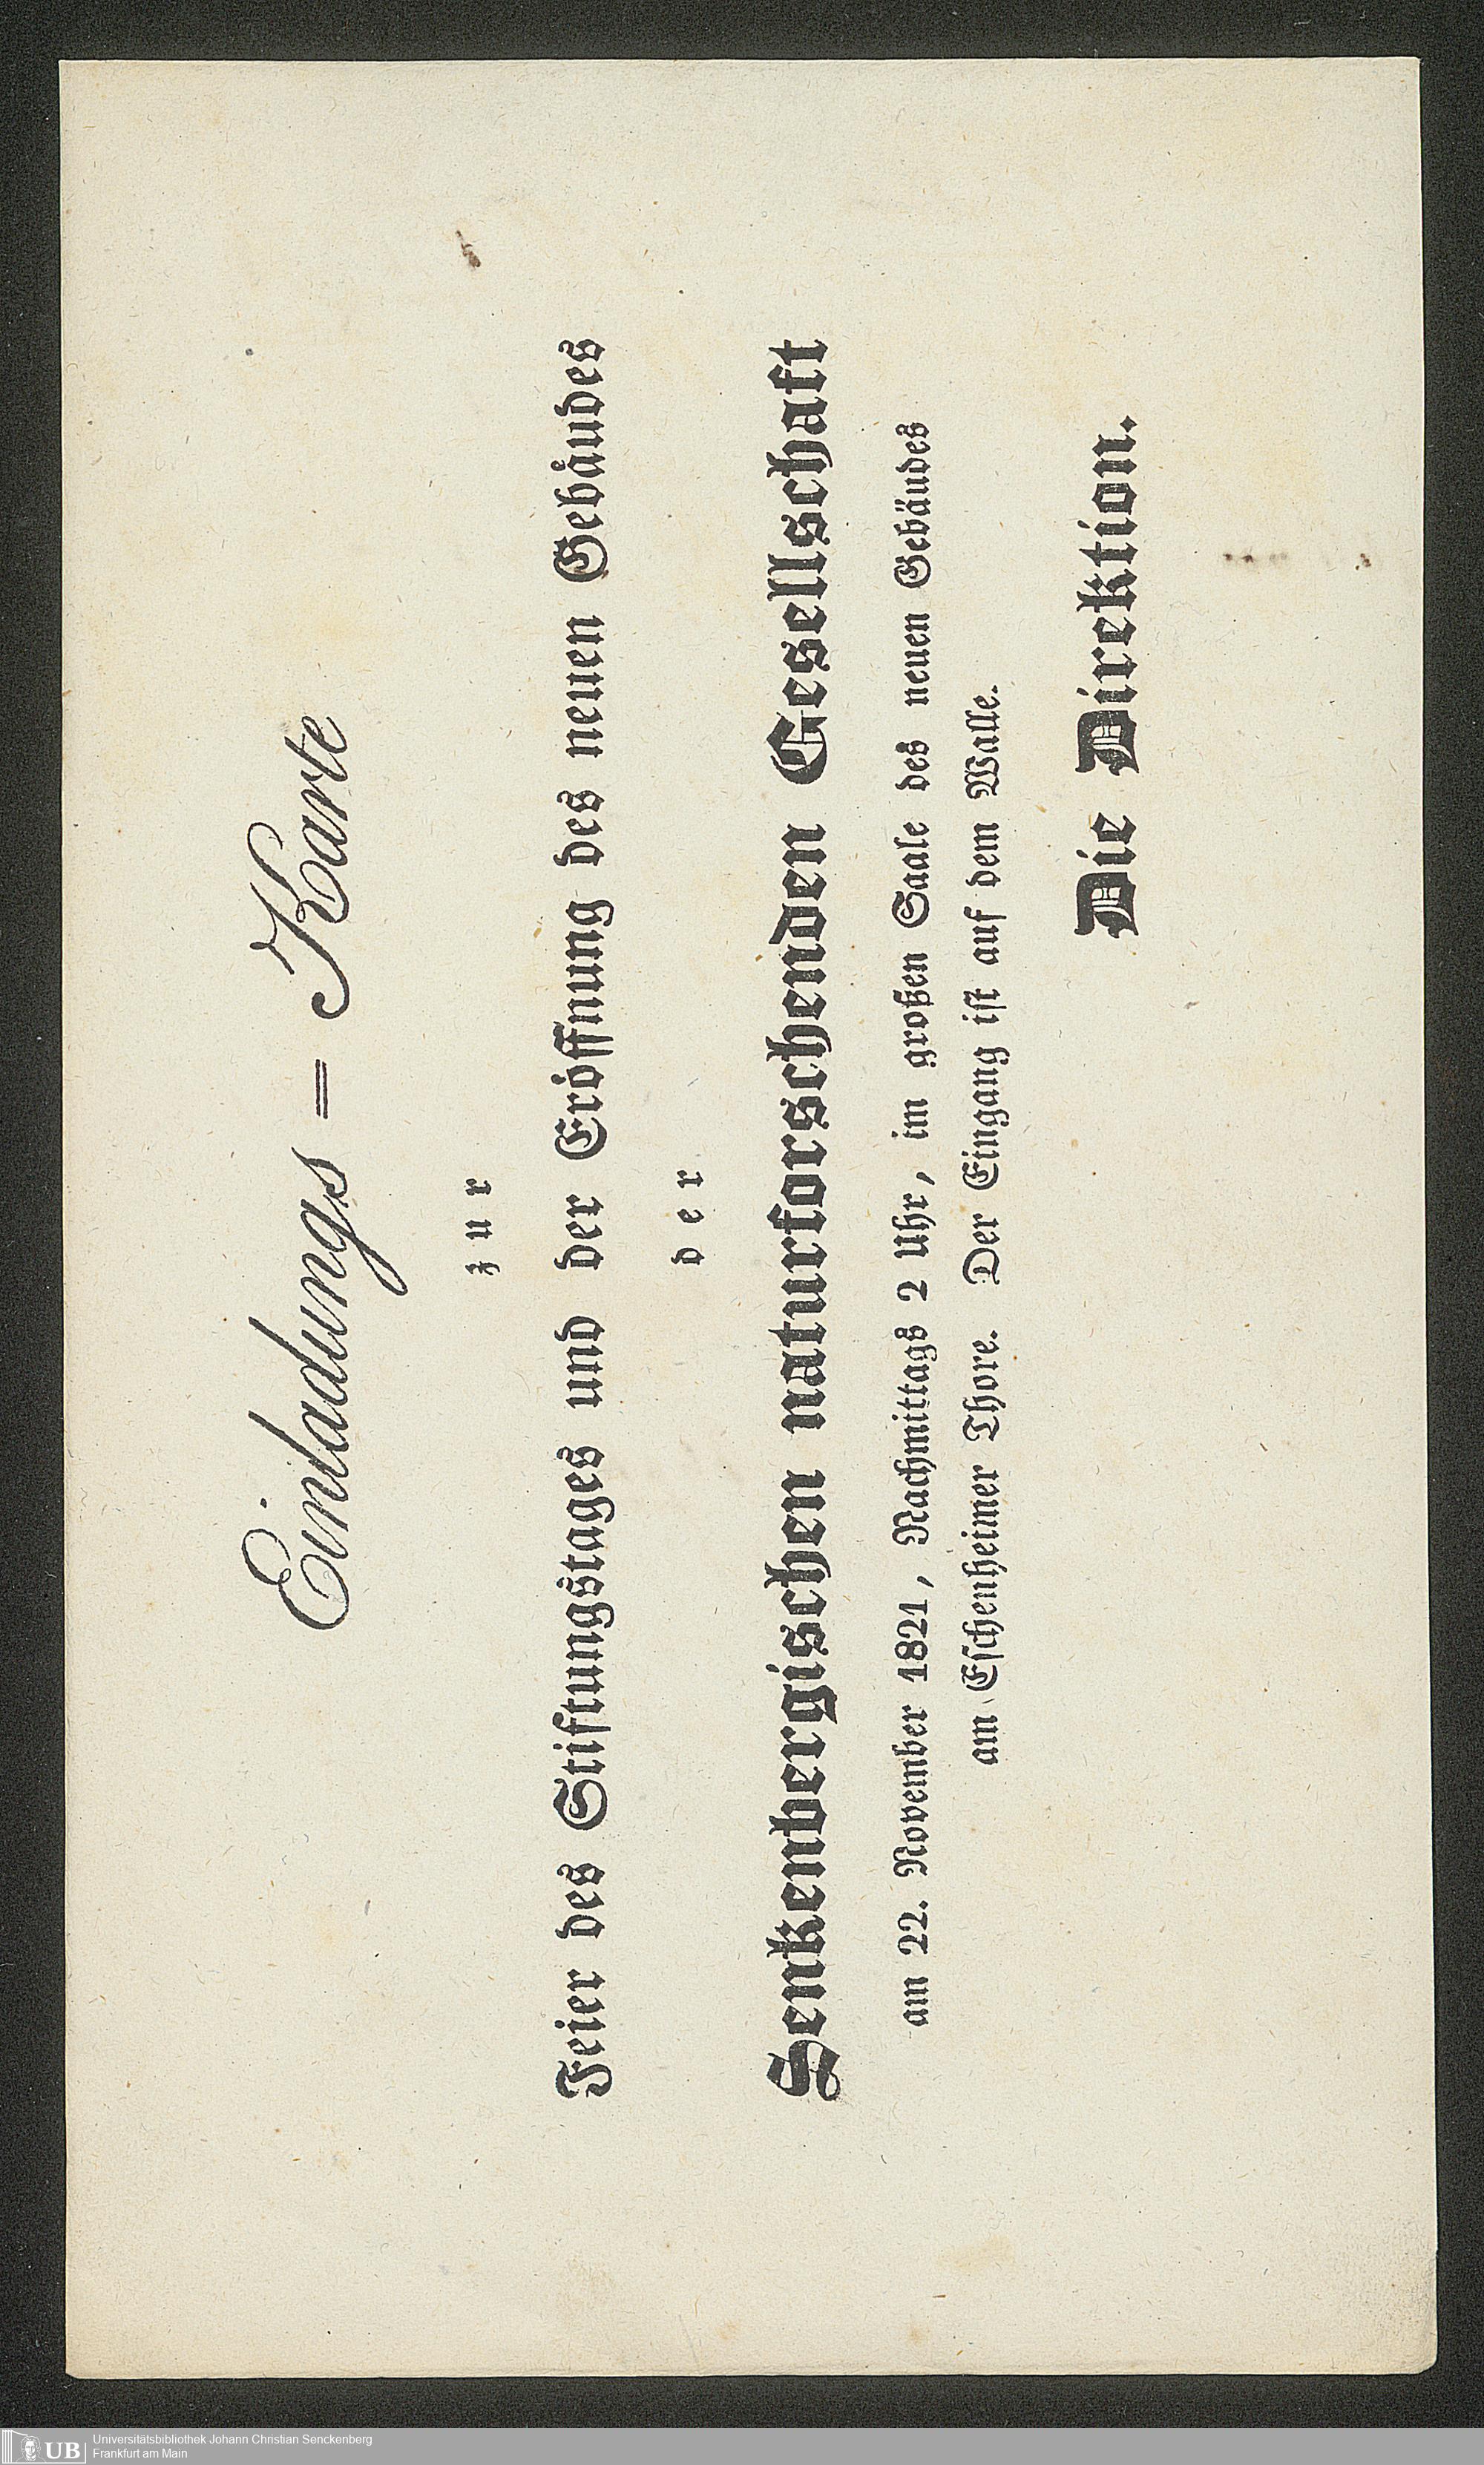 Einladungs = Karte
zur
Feier des Stiftungstages und der Eröffnung des neuen Gebäudes
der
Senkenbergischen naturforschenden Gesellschaft
am 22. November 1821, Nachmittags 2 Uhr, im großen Saale des neuen Gebäudes
am Eschenheimer Thore. Der Eingang ist auf dem Walle.
Die Direktion.
UB
Universitätsbibliothek Johann Christian Senckenberg
Frankfurt am Main